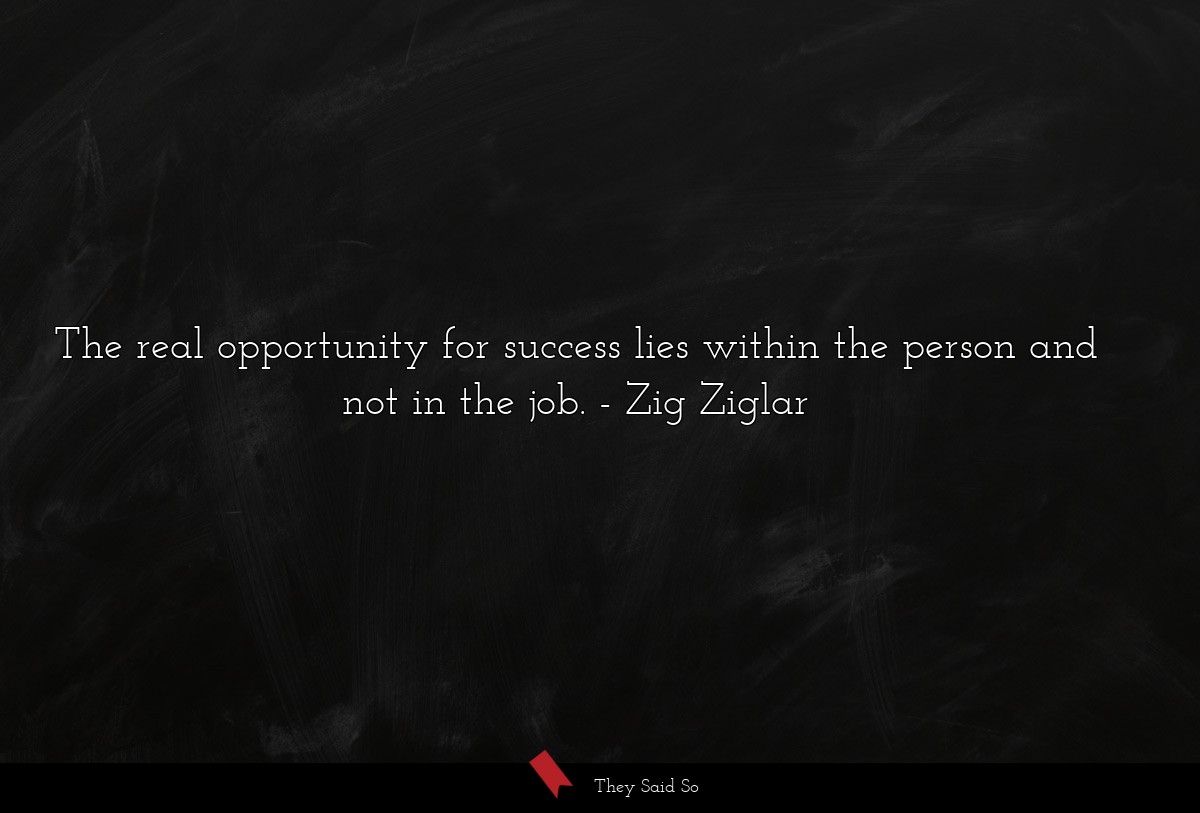 The real opportunity for success lies within the person and
not in the job. - Zig Ziglar
They Said So